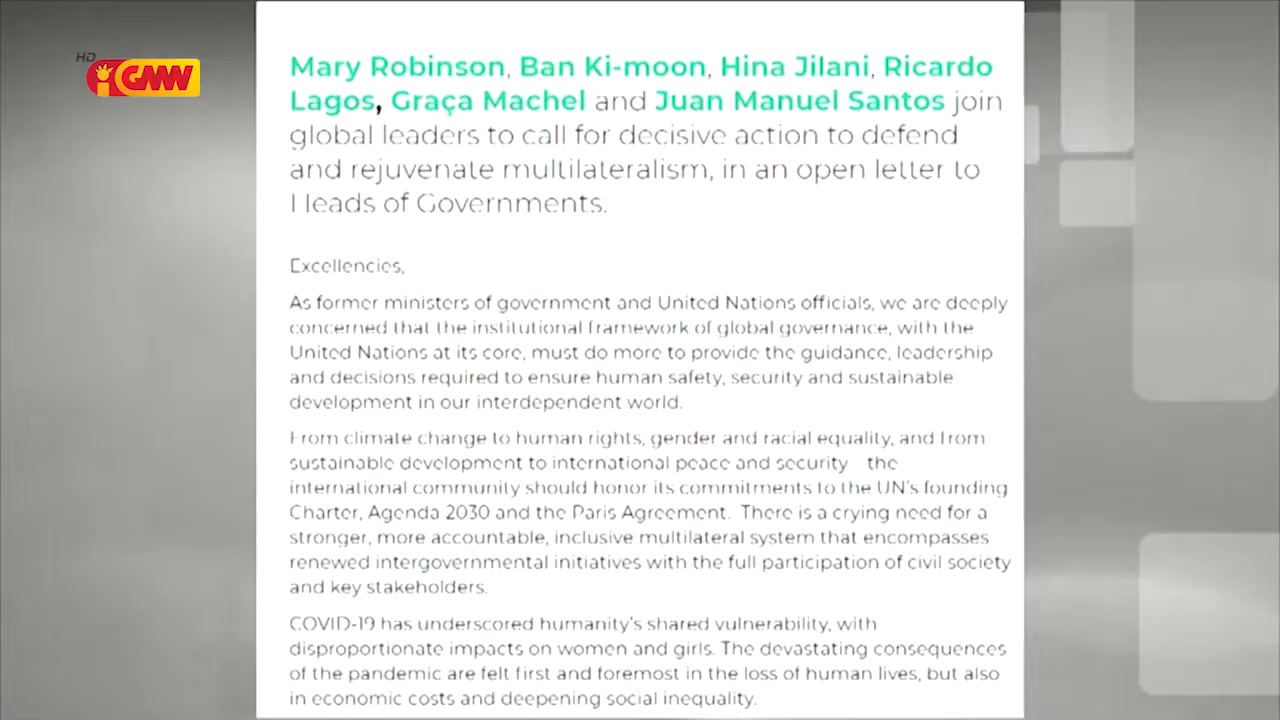 HD
iGMW
Mary Robinson, Ban Ki-moon, Hina Jilani, Ricardo
Lagos, Graça Machel and Juan Manuel Santos join
global leaders to call for decisive action to defend
and rejuvenate multilateralism, in an open letter to
Heads of Governments.
Excellencies,
As former ministers of government and United Nations officials, we are deeply
concerned that the institutional framework of global governance, with the
United Nations at its core, must do more to provide the guidance, leadership
and decisions required to ensure human safety, security and sustainable
development in our interdependent world.
From climate change to human rights, gender and racial equality, and from
sustainable development to international peace and security the
international community should honor its commitments to the UN's founding
Charter, Agenda 2030 and the Paris Agreement. There is a crying need for a
stronger, more accountable, inclusive multilateral system that encompasses
renewed intergovernmental initiatives with the full participation of civil society
and key stakeholders.
COVID-19 has underscored humanity's shared vulnerability, with
disproportionate impacts on women and girls. The devastating consequences
of the pandemic are felt first and foremost in the loss of human lives, but also
in economic costs and deepening social inequality.